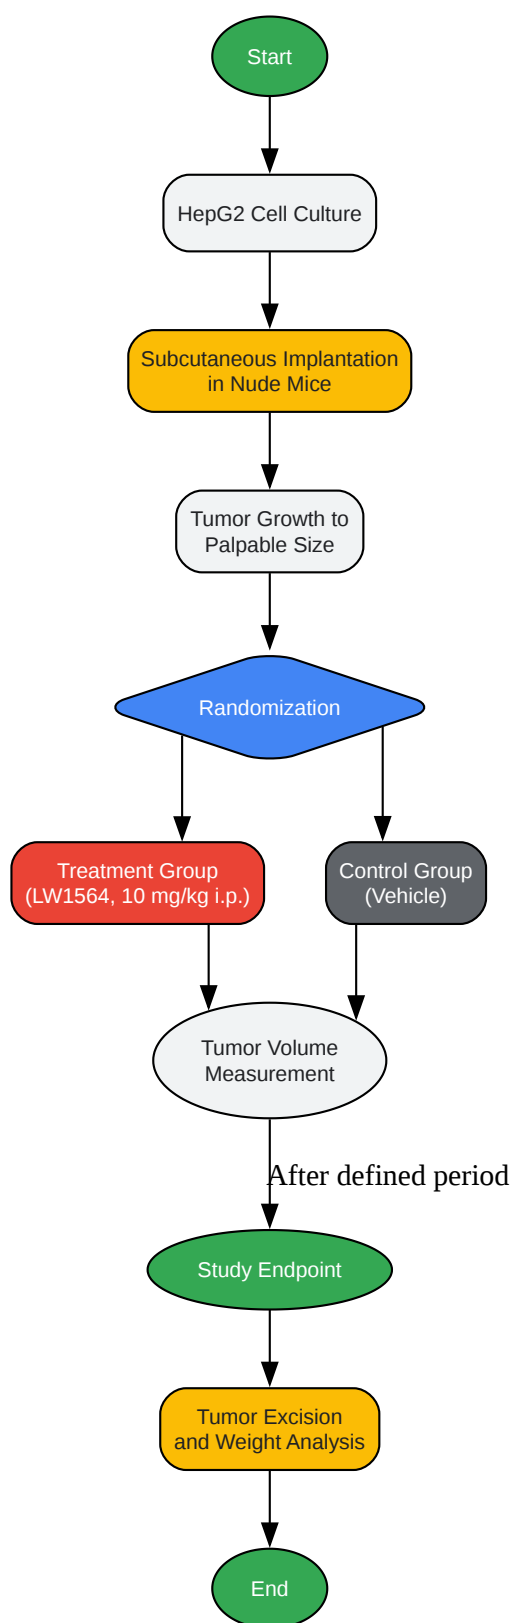 Start
HepG2 Cell Culture
Subcutaneous Implantation
in Nude Mice
Tumor Growth to
Palpable Size
Randomization
Treatment Group
(LW1564, 10 mg/kg i.p.)
Control Group
(Vehicle)
Tumor Volume
Measurement
After defined period
Study Endpoint
Tumor Excision
and Weight Analysis
End